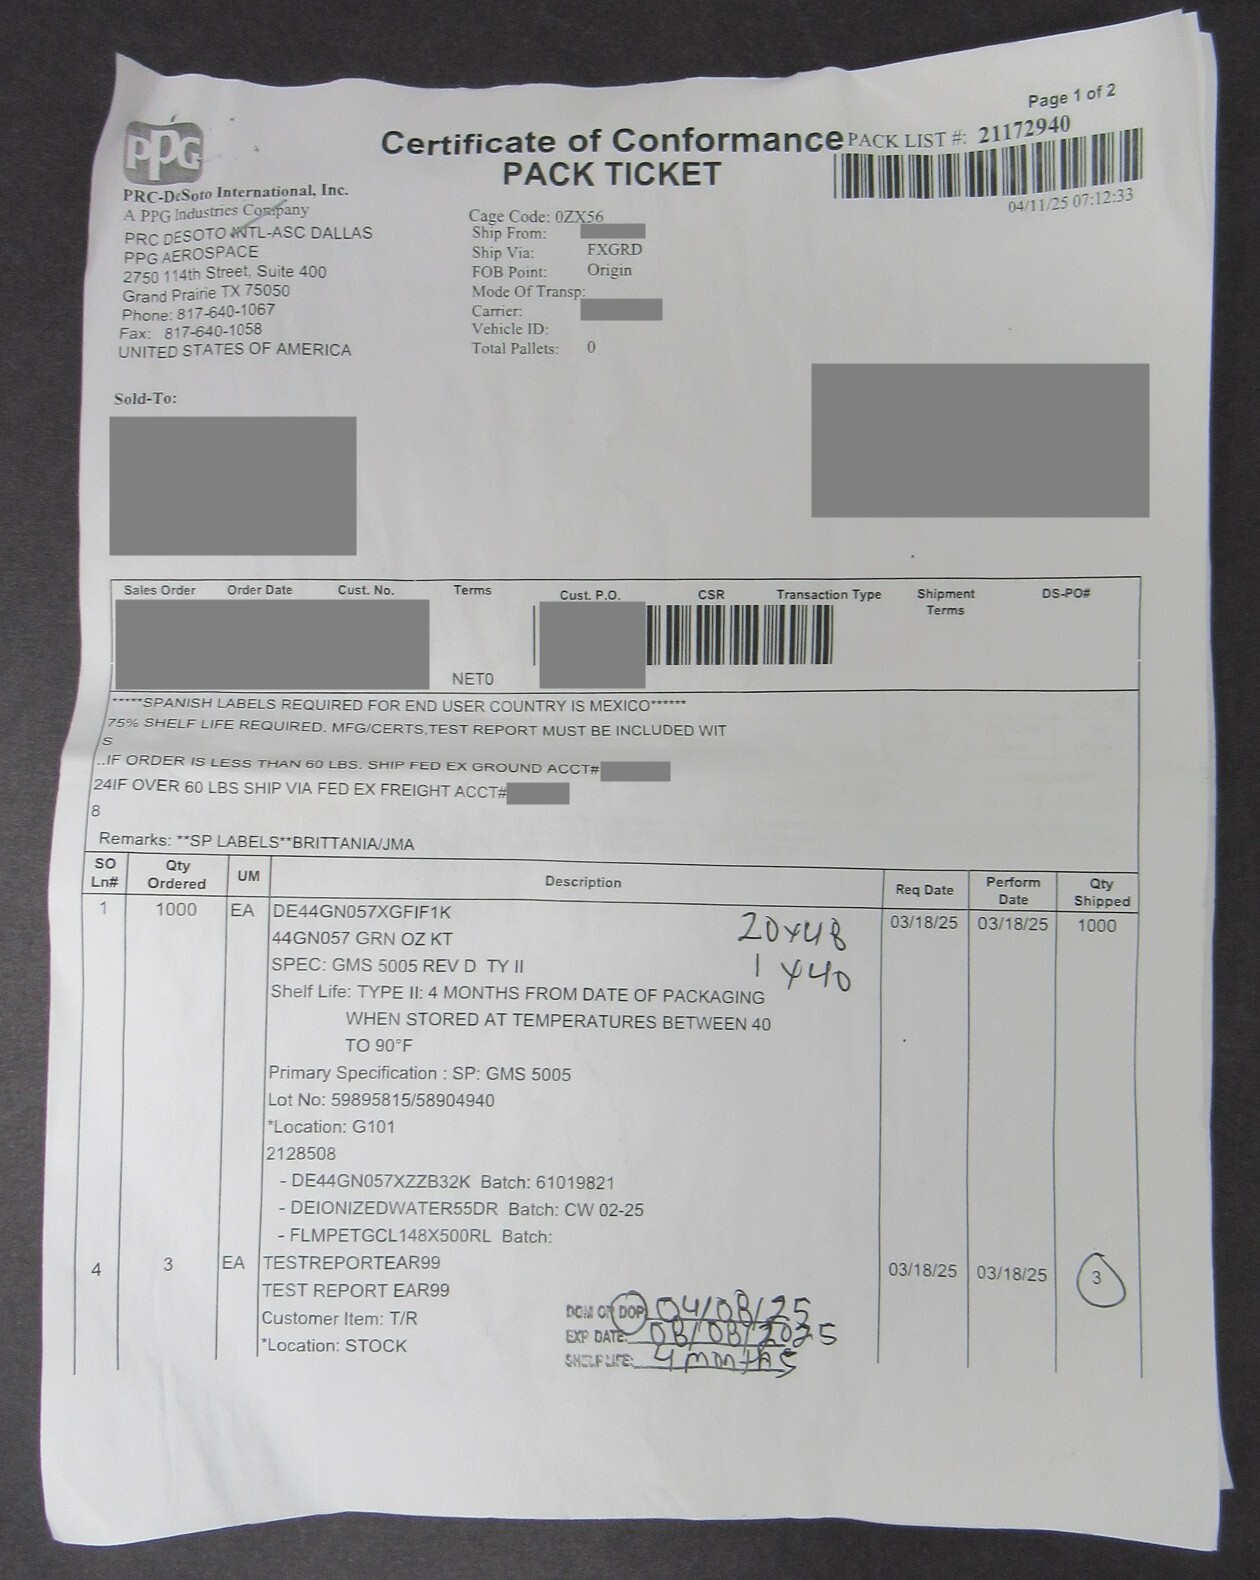 Page 1 of 2
PPG
Certificate of Conformance
PACK TICKET
PACK LIST #: 21172940
04/11/25 07:12:33
PRC-DeSoto International, Inc.
A PPG Industries Company
PRC DESOTO INTL-ASC DALLAS
PPG AEROSPACE
2750 114th Street, Suite 400
Grand Prairie TX 75050
Phone: 817-640-1067
Fax: 817-640-1058
UNITED STATES OF AMERICA
Cage Code: 0ZX56
Ship From:
Ship Via: FXGRD
FOB Point: Origin
Mode Of Transp:
Carrier:
Vehicle ID:
Total Pallets: 0
Sold-To:
Sales Order Order Date Cust. No. Terms Cust. P.O. CSR Transaction Type Shipment Terms DS-PO#
NET0
*****SPANISH LABELS REQUIRED FOR END USER COUNTRY IS MEXICO******
75% SHELF LIFE REQUIRED. MFG/CERTS,TEST REPORT MUST BE INCLUDED WIT
S
..IF ORDER IS LESS THAN 60 LBS. SHIP FED EX GROUND ACCT#
24IF OVER 60 LBS SHIP VIA FED EX FREIGHT ACCT#
8
Remarks: **SP LABELS**BRITTANIA/JMA
SO Ln# Qty Ordered UM Description Req Date Perform Date Qty Shipped
1 1000 EA DE44GN057XGFIF1K 03/18/25 03/18/25 1000
44GN057 GRN OZ KT 20x48
SPEC: GMS 5005 REV D TY II 1 x40
Shelf Life: TYPE II: 4 MONTHS FROM DATE OF PACKAGING
WHEN STORED AT TEMPERATURES BETWEEN 40
TO 90°F
Primary Specification : SP: GMS 5005
Lot No: 59895815/58904940
*Location: G101
2128508
- DE44GN057XZZB32K Batch: 61019821
- DEIONIZEDWATER55DR Batch: CW 02-25
- FLMPETGCL148X500RL Batch:
4 3 EA TESTREPORTEAR99 03/18/25 03/18/25 3
TEST REPORT EAR99
Customer Item: T/R
*Location: STOCK
DOM OR DOP 04/08/25
EXP DATE: 08/08/2025
SHELF LIFE: 4 months